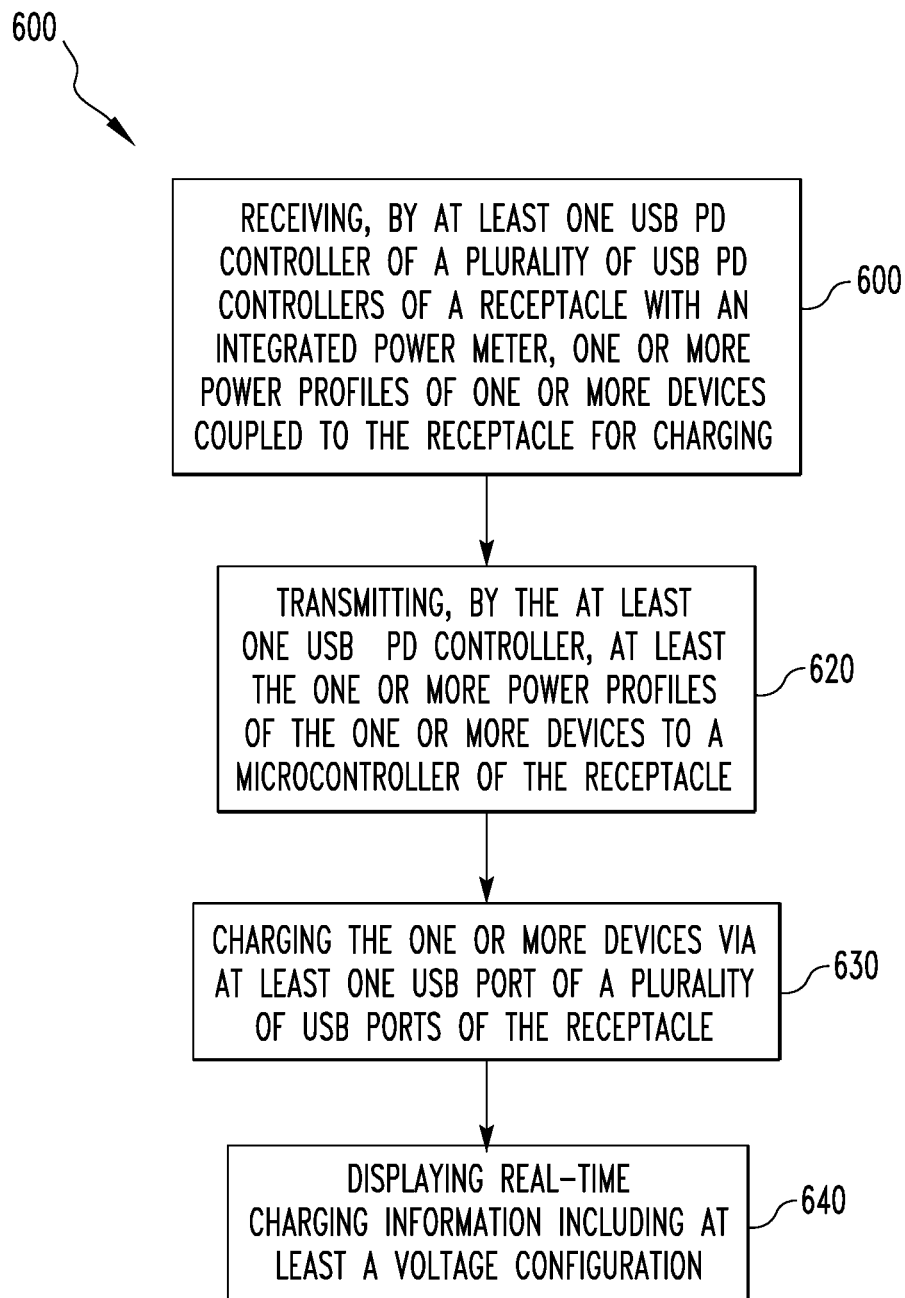 600
RECEIVING, BY AT LEAST ONE USB PD
CONTROLLER OF A PLURALITY OF USB PD
CONTROLLERS OF A RECEPTACLE WITH AN
INTEGRATED POWER METER, ONE OR MORE
POWER PROFILES OF ONE OR MORE DEVICES
COUPLED TO THE RECEPTACLE FOR CHARGING
600
TRANSMITTING, BY THE AT LEAST
ONE USB PD CONTROLLER, AT LEAST
THE ONE OR MORE POWER PROFILES
OF THE ONE OR MORE DEVICES TO A
MICROCONTROLLER OF THE RECEPTACLE
620
CHARGING THE ONE OR MORE DEVICES VIA
AT LEAST ONE USB PORT OF A PLURALITY
OF USB PORTS OF THE RECEPTACLE
630
DISPLAYING REAL-TIME
CHARGING INFORMATION INCLUDING AT
LEAST A VOLTAGE CONFIGURATION
640